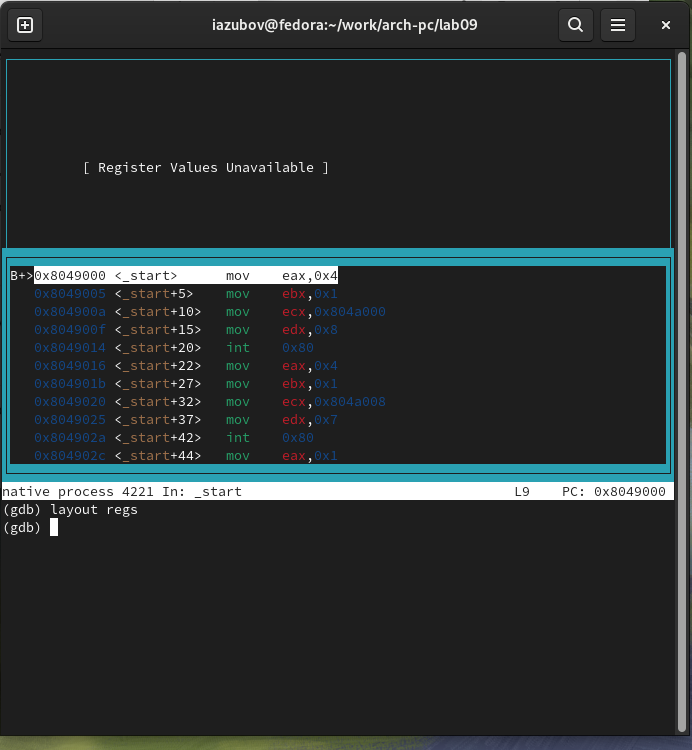 iazubov@fedora:~/work/arch-pc/lab09
[ Register Values Unavailable ]
B+>0x8049000 <_start>      mov    eax,0x4
0x8049005 <_start+5>    mov    ebx,0x1
0x804900a <_start+10>   mov    ecx,0x804a000
0x804900f <_start+15>   mov    edx,0x8
0x8049014 <_start+20>   int    0x80
0x8049016 <_start+22>   mov    eax,0x4
0x804901b <_start+27>   mov    ebx,0x1
0x8049020 <_start+32>   mov    ecx,0x804a008
0x8049025 <_start+37>   mov    edx,0x7
0x804902a <_start+42>   int    0x80
0x804902c <_start+44>   mov    eax,0x1
native process 4221 In: _start                                  L9    PC: 0x8049000
(gdb) layout regs
(gdb)